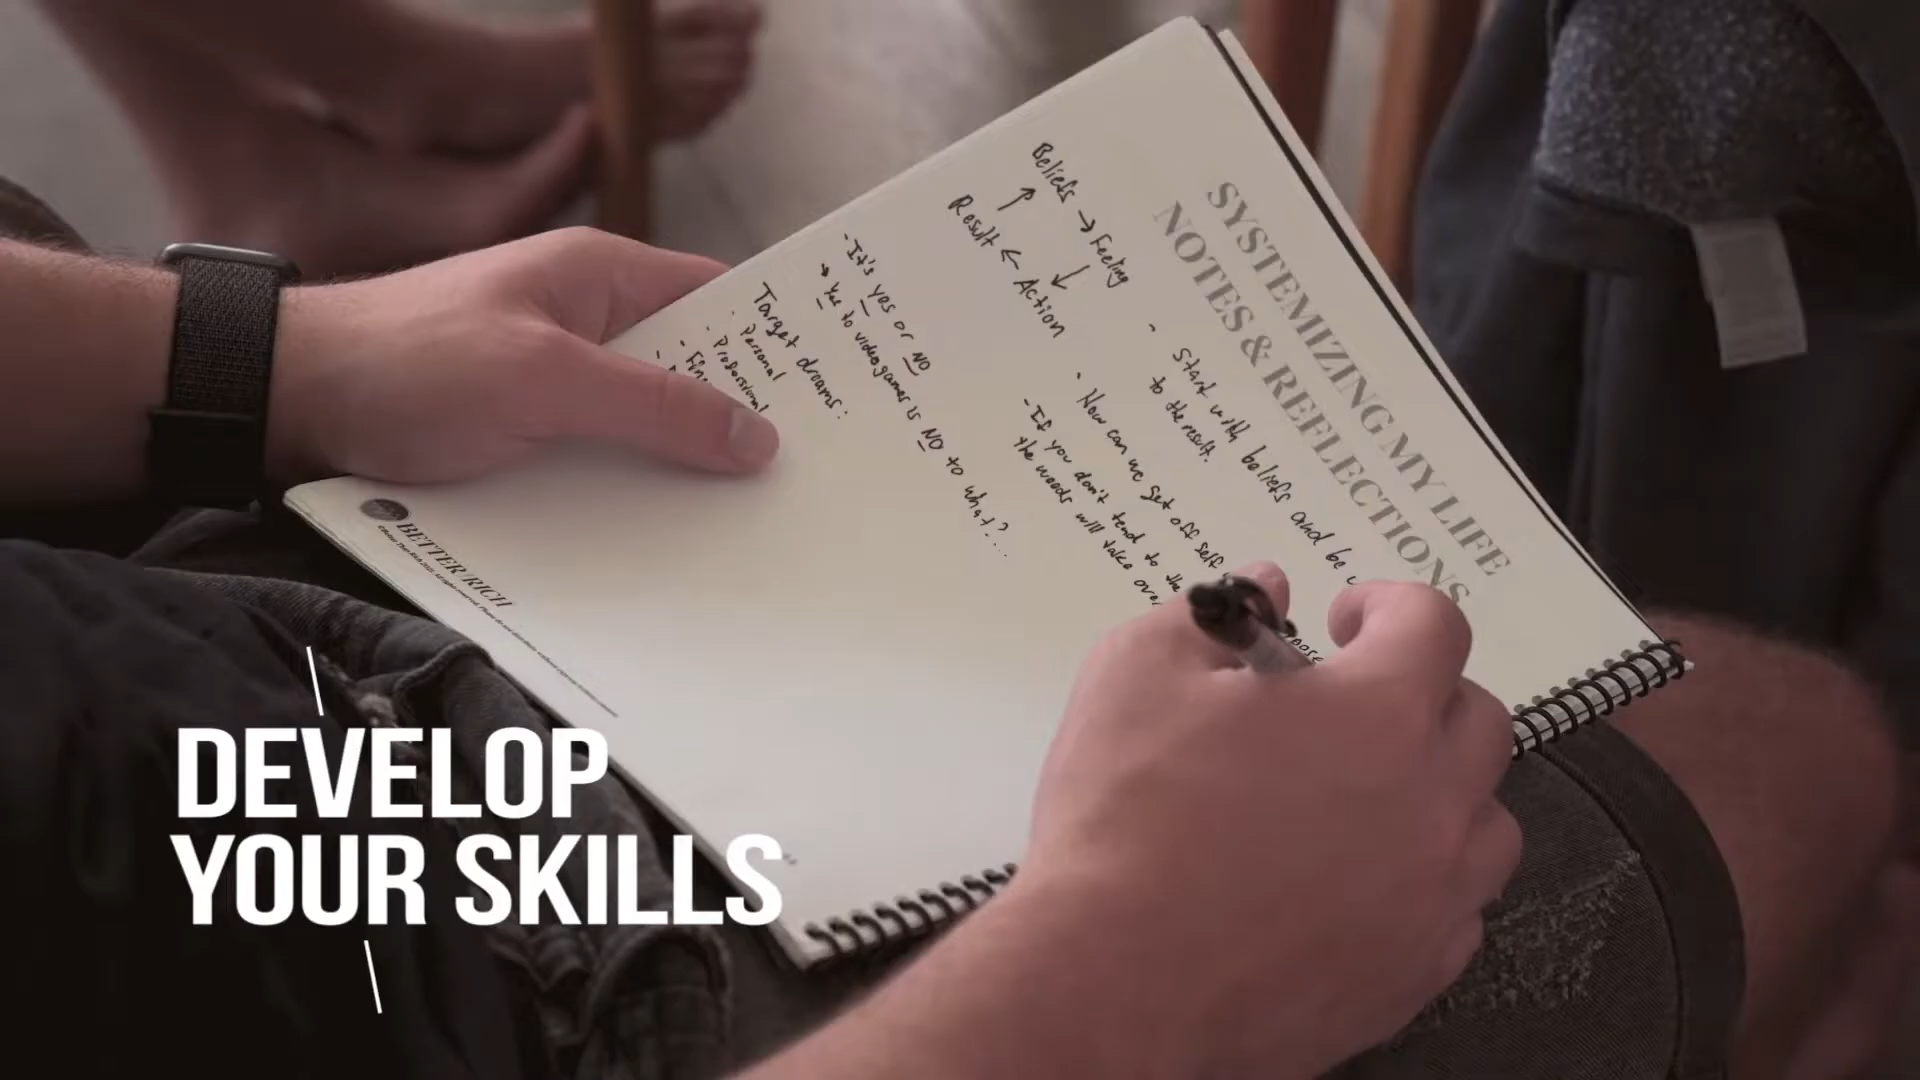 SYSTEMIZING MY LIFE
NOTES & REFLECTIONS
Beliefs → Feeling
↑ ↓
Result ← Action
• Start with beliefs and be
to the result.
• How can we set off self
- If you don't tend to the
the weeds will take over
- It's yes or NO
→ Yes to videogames is NO to what?...
Target dreams:
- Personal
- Professional
BETTER/RICH
DEVELOP
YOUR SKILLS